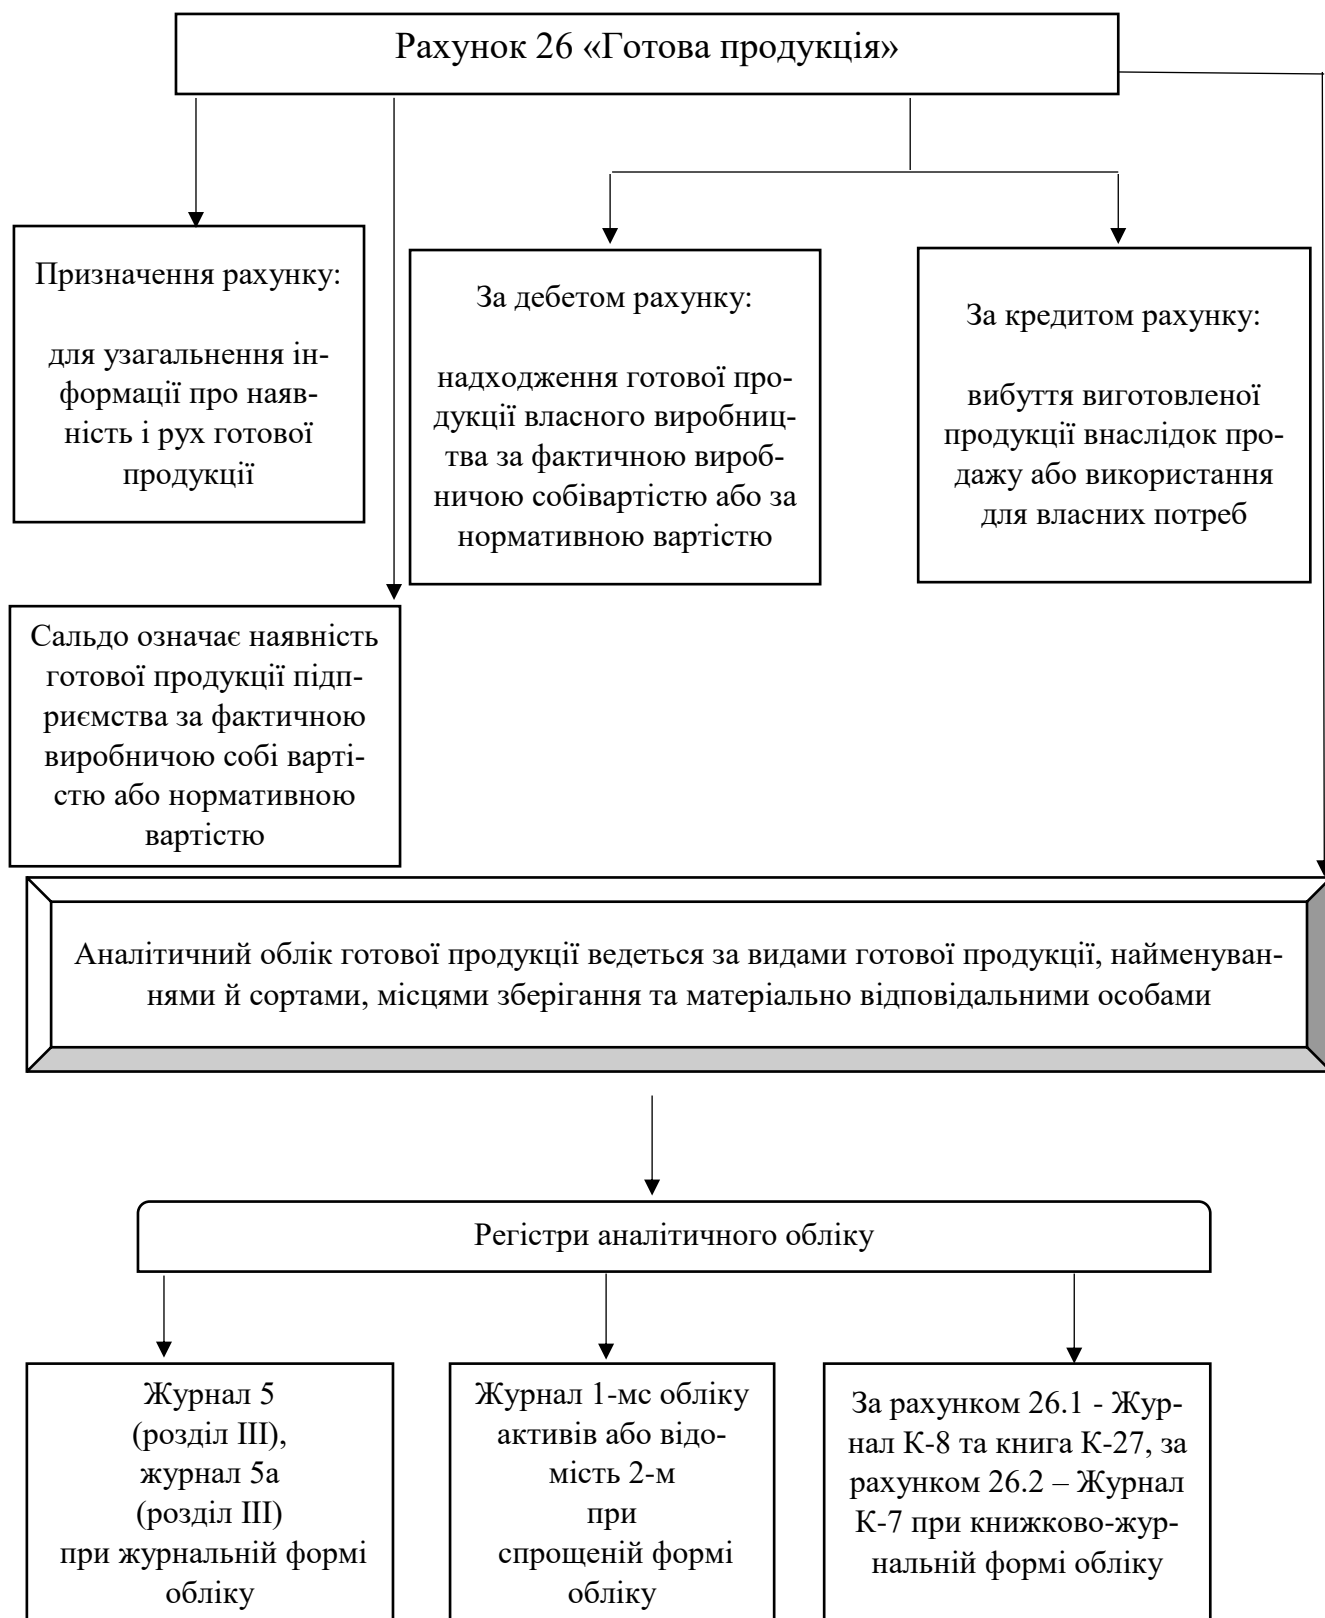 Рахунок 26 «Готова продукція»
Призначення рахунку:
для узагальнення ін-
формації про наяв-
ність і рух готової
продукції
За дебетом рахунку:
надходження готової про-
дукції власного виробниц-
тва за фактичною вироб-
ничою собівартістю або за
нормативною вартістю
За кредитом рахунку:
вибуття виготовленої
продукції внаслідок про-
дажу або використання
для власних потреб
Сальдо означає наявність
готової продукції підп-
риємства за фактичною
виробничою собі варті-
стю або нормативною
вартістю
Аналітичний облік готової продукції ведеться за видами готової продукції, найменуван-
нями й сортами, місцями зберігання та матеріально відповідальними особами
Регістри аналітичного обліку
Журнал 5
(розділ III),
журнал 5а
(розділ III)
при журнальній формі
обліку
Журнал 1-мс обліку
активів або відо-
мість 2-м
при
спрощеній формі
обліку
За рахунком 26.1 - Жур-
нал К-8 та книга К-27, за
рахунком 26.2 – Журнал
К-7 при книжково-жур-
нальній формі обліку